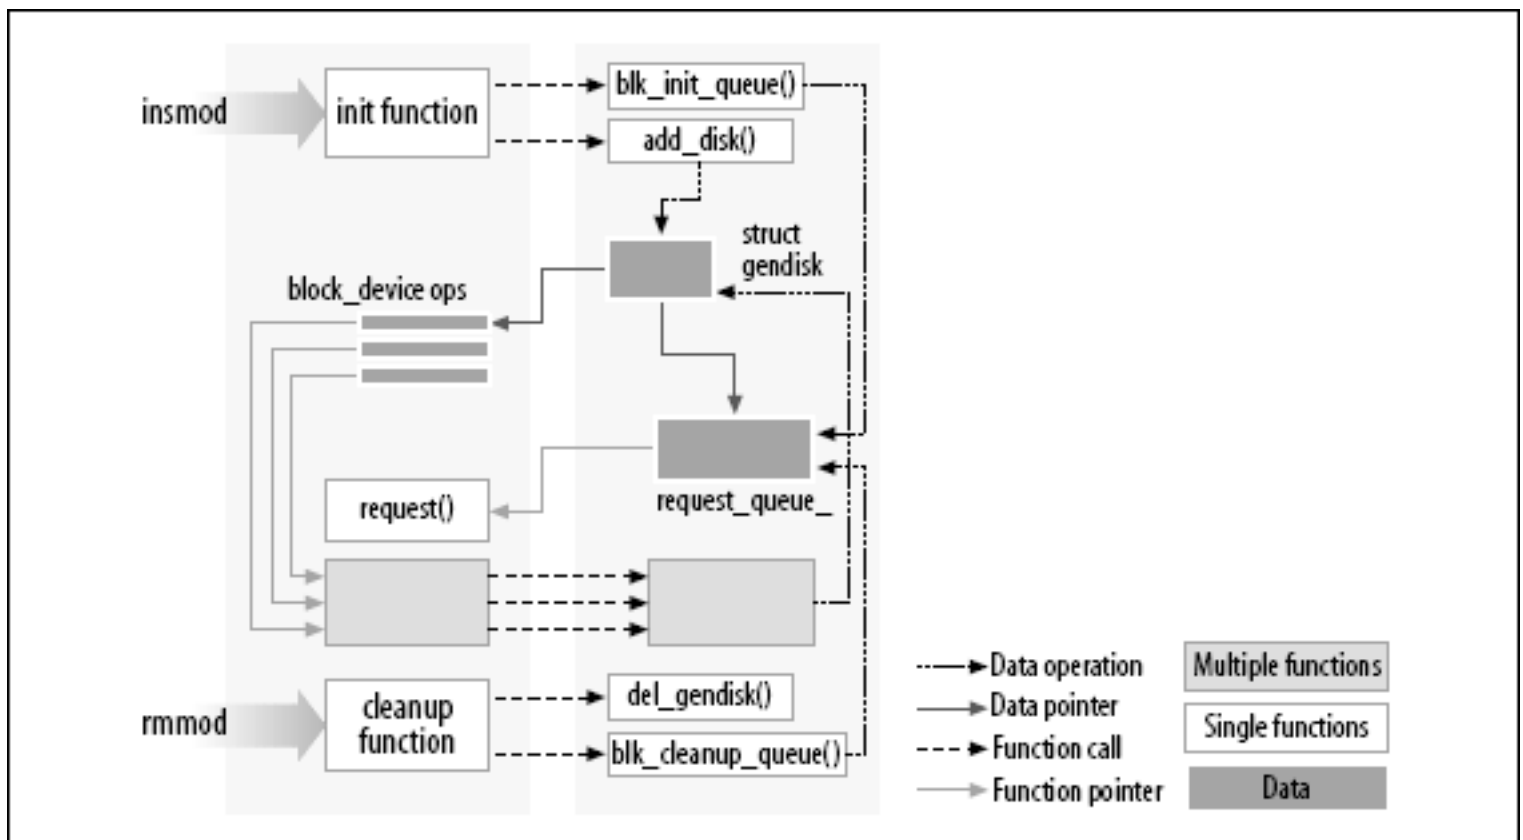 insmod
init function
blk_init_queue()
add_disk()
struct
gendisk
block_device ops
request_queue_
request()
rmmod
cleanup
function
del_gendisk()
blk_cleanup_queue()
Data operation
Data pointer
Function call
Function pointer
Multiple functions
Single functions
Data